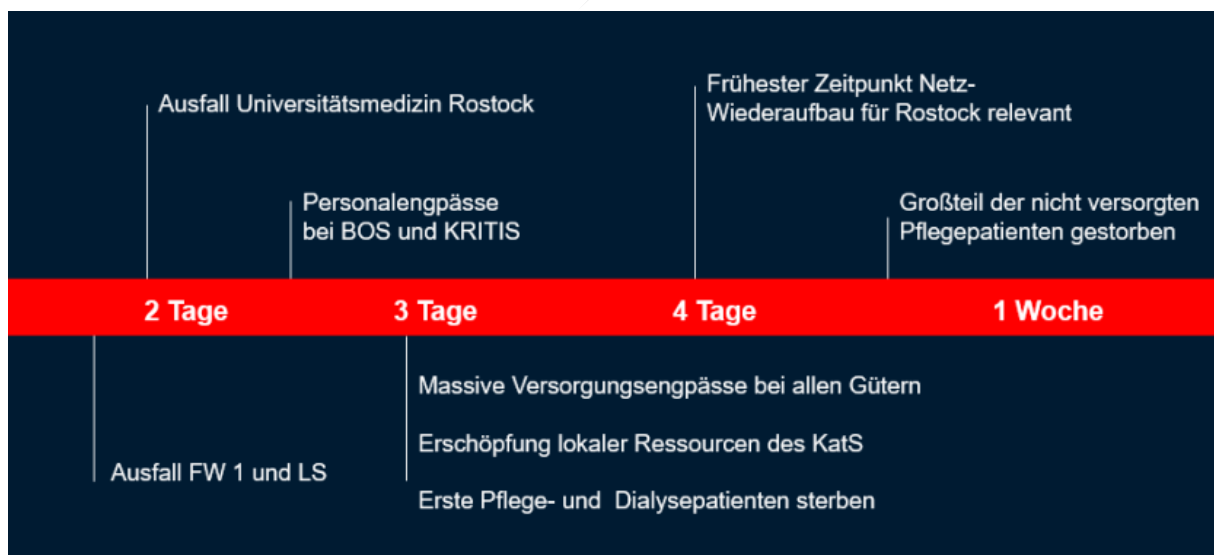 Ausfall Universitätsmedizin Rostock
Frühester Zeitpunkt Netz-
Wiederaufbau für Rostock relevant
Personalengpässe
bei BOS und KRITIS
Großteil der nicht versorgten
Pflegepatienten gestorben
2 Tage
3 Tage
4 Tage
1 Woche
Ausfall FW 1 und LS
Massive Versorgungsengpässe bei allen Gütern
Erschöpfung lokaler Ressourcen des KatS
Erste Pflege- und Dialysepatienten sterben